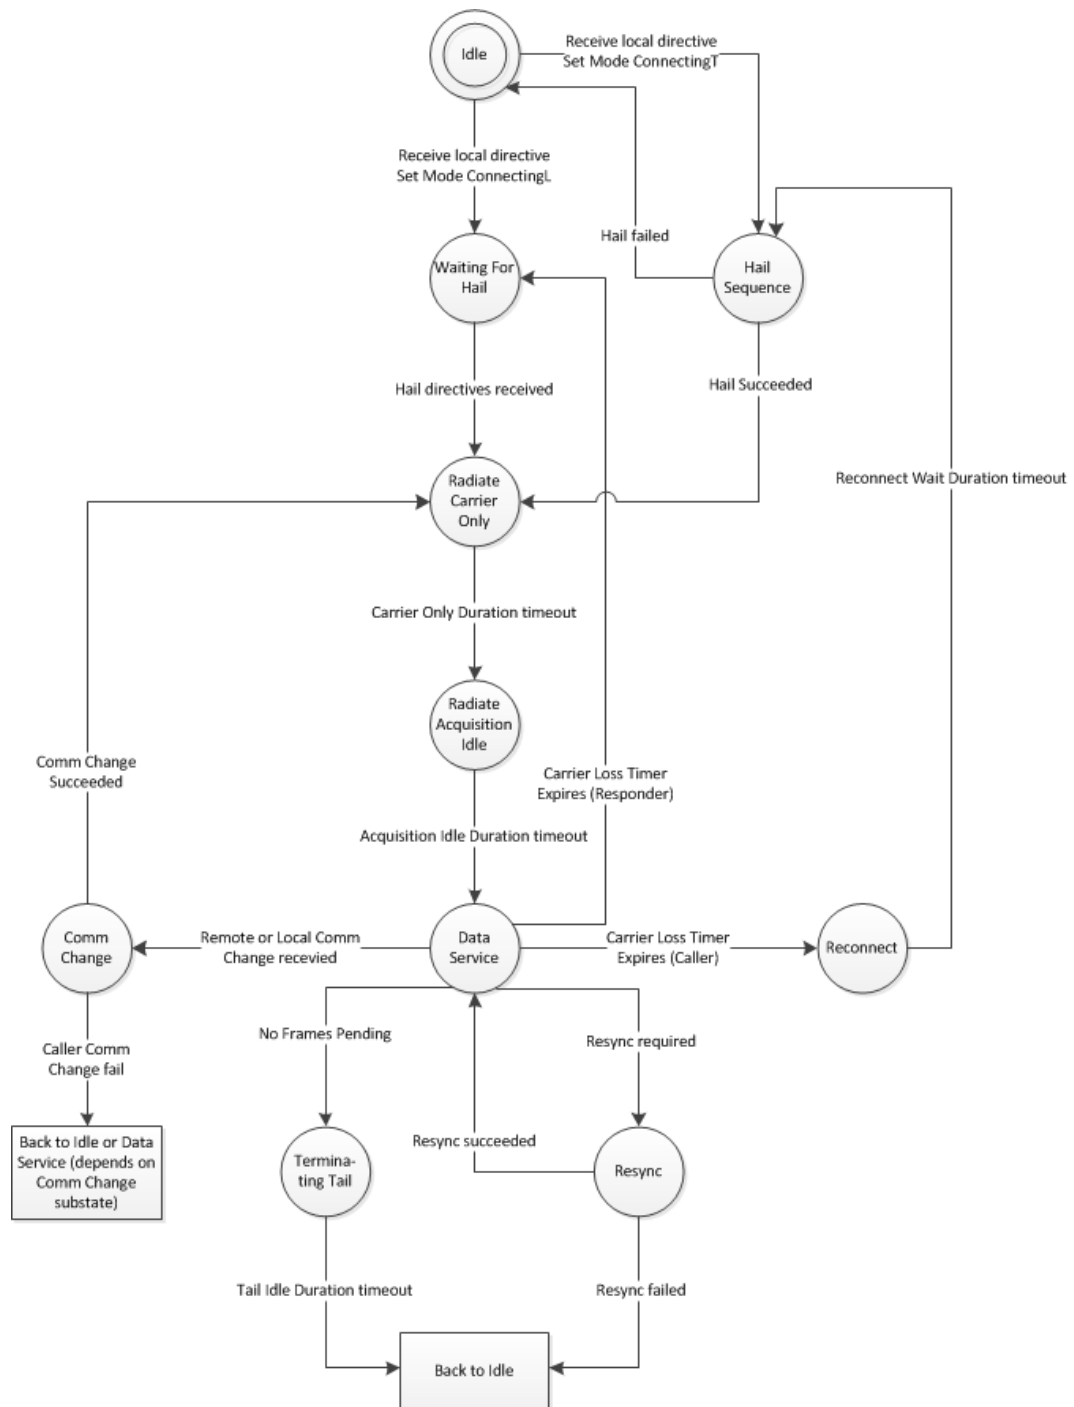 Idle
Receive local directive
Set Mode ConnectingT
Receive local directive
Set Mode ConnectingL
Hail failed
Waiting For
Hail
Hail
Sequence
Hail directives received
Hail Succeeded
Reconnect Wait Duration timeout
Radiate
Carrier
Only
Carrier Only Duration timeout
Radiate
Acquisition
Idle
Comm Change
Succeeded
Carrier Loss Timer
Expires (Responder)
Acquisition Idle Duration timeout
Comm
Change
Remote or Local Comm
Change recevied
Data
Service
Carrier Loss Timer
Expires (Caller)
Reconnect
No Frames Pending
Resync required
Caller Comm
Change fail
Back to Idle or Data
Service (depends on
Comm Change
substate)
Resync succeeded
Termina-
ting Tail
Resync
Tail Idle Duration timeout
Resync failed
Back to Idle